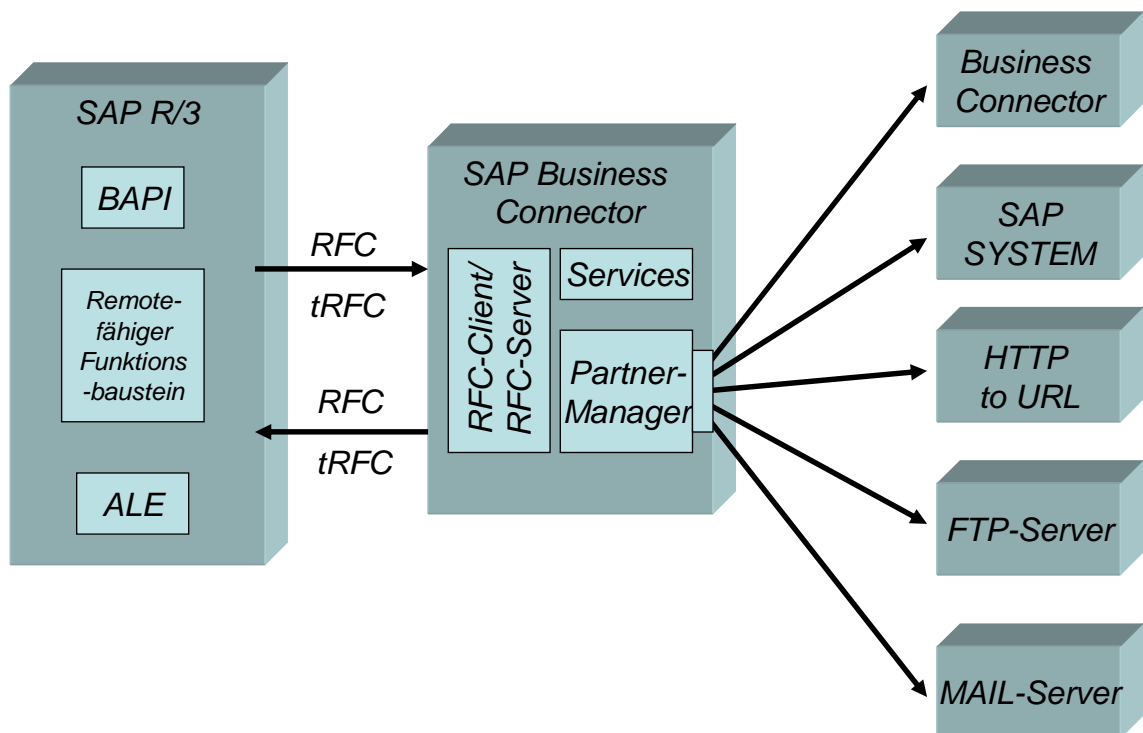 SAP R/3
BAPI
Remote-
fähiger
Funktions
-baustein
ALE
RFC
tRFC
RFC
tRFC
SAP Business
Connector
RFC-Client/
RFC-Server
Services
Partner-
Manager
Business
Connector
SAP
SYSTEM
HTTP
to URL
FTP-Server
MAIL-Server